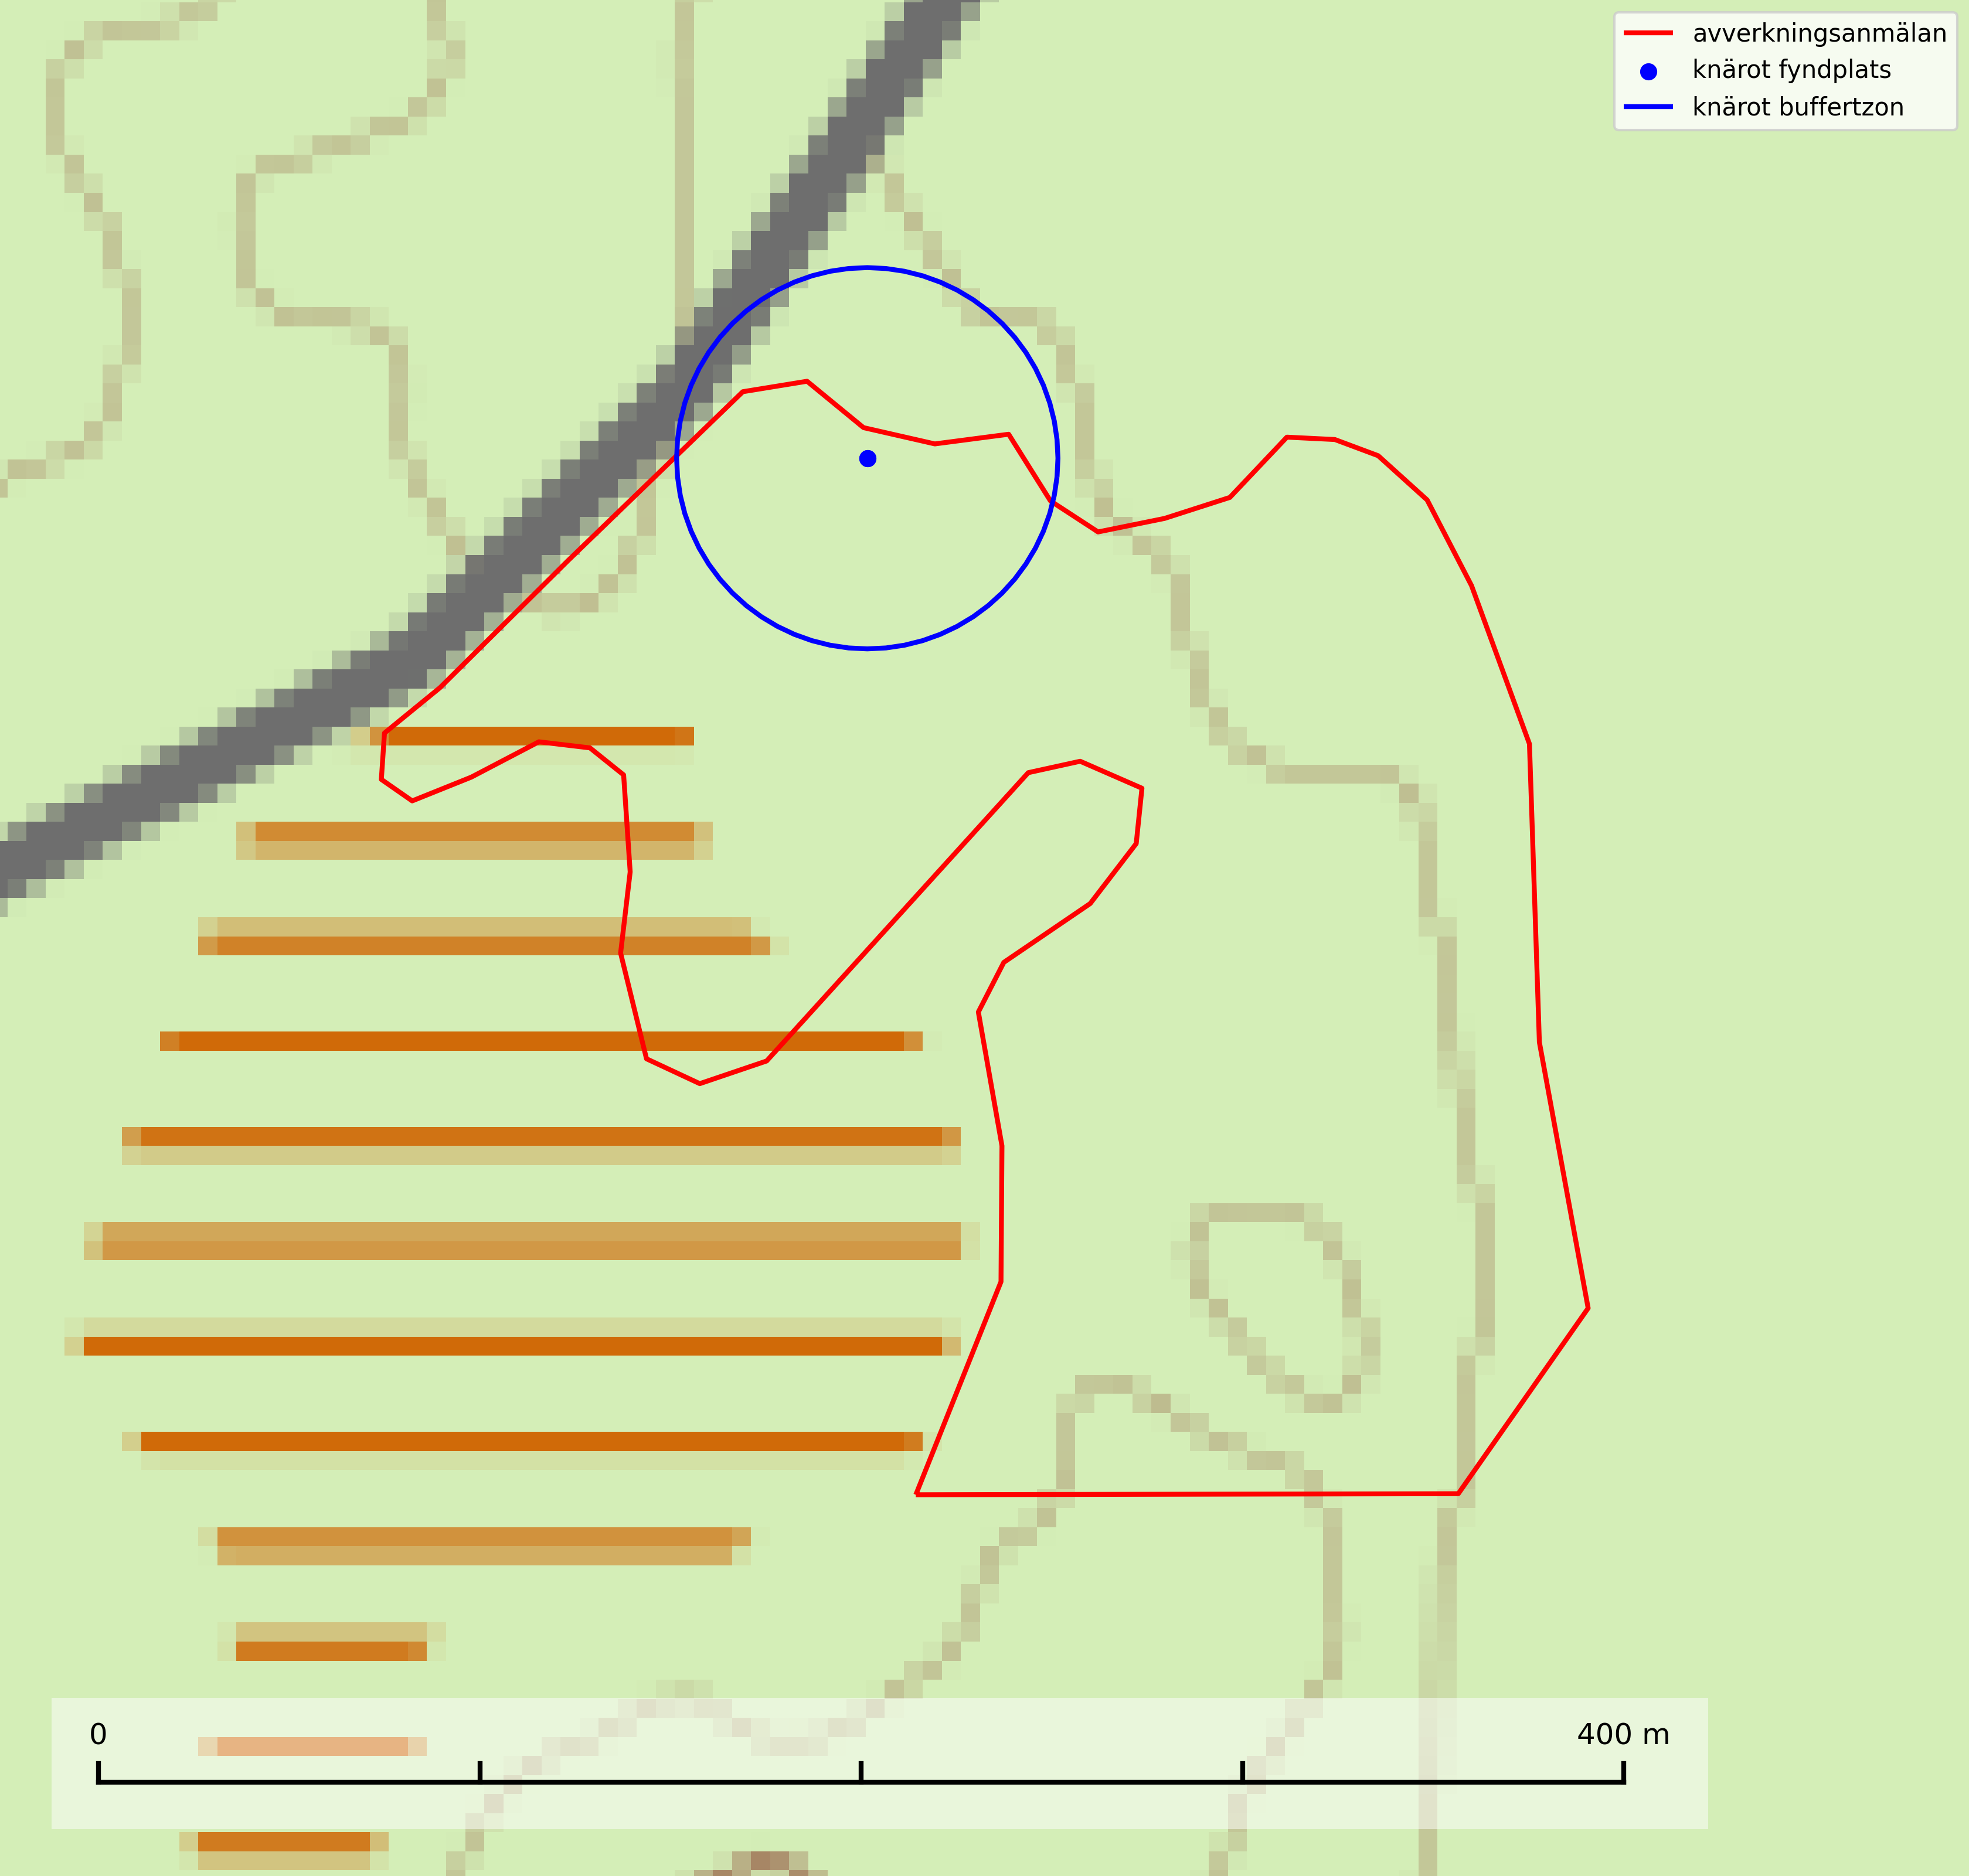 avverkningsanmälan
knärot fyndplats
knärot buffertzon
0
400 m